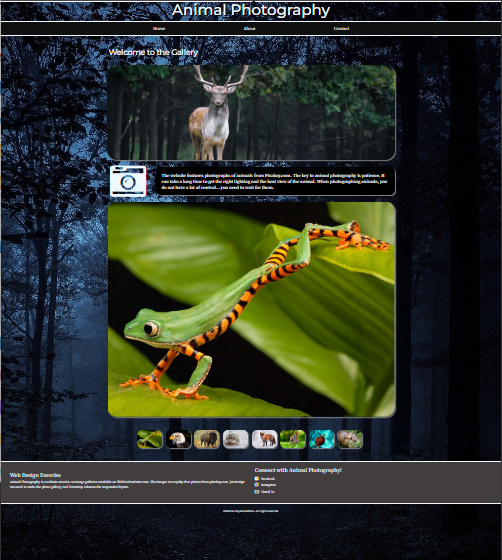 Animal Photography
Home
About
Contact
Welcome to the Gallery
The website features photographs of animals from Pixabay.com. The key to animal photography is patience. It
can take a long time to get the right lighting and the best view of the animal. When photographing animals, you
do not have a lot of control...you need to wait for them.
Connect with Animal Photography!
Web Design Exercise
Facebook
Instagram
Email Us